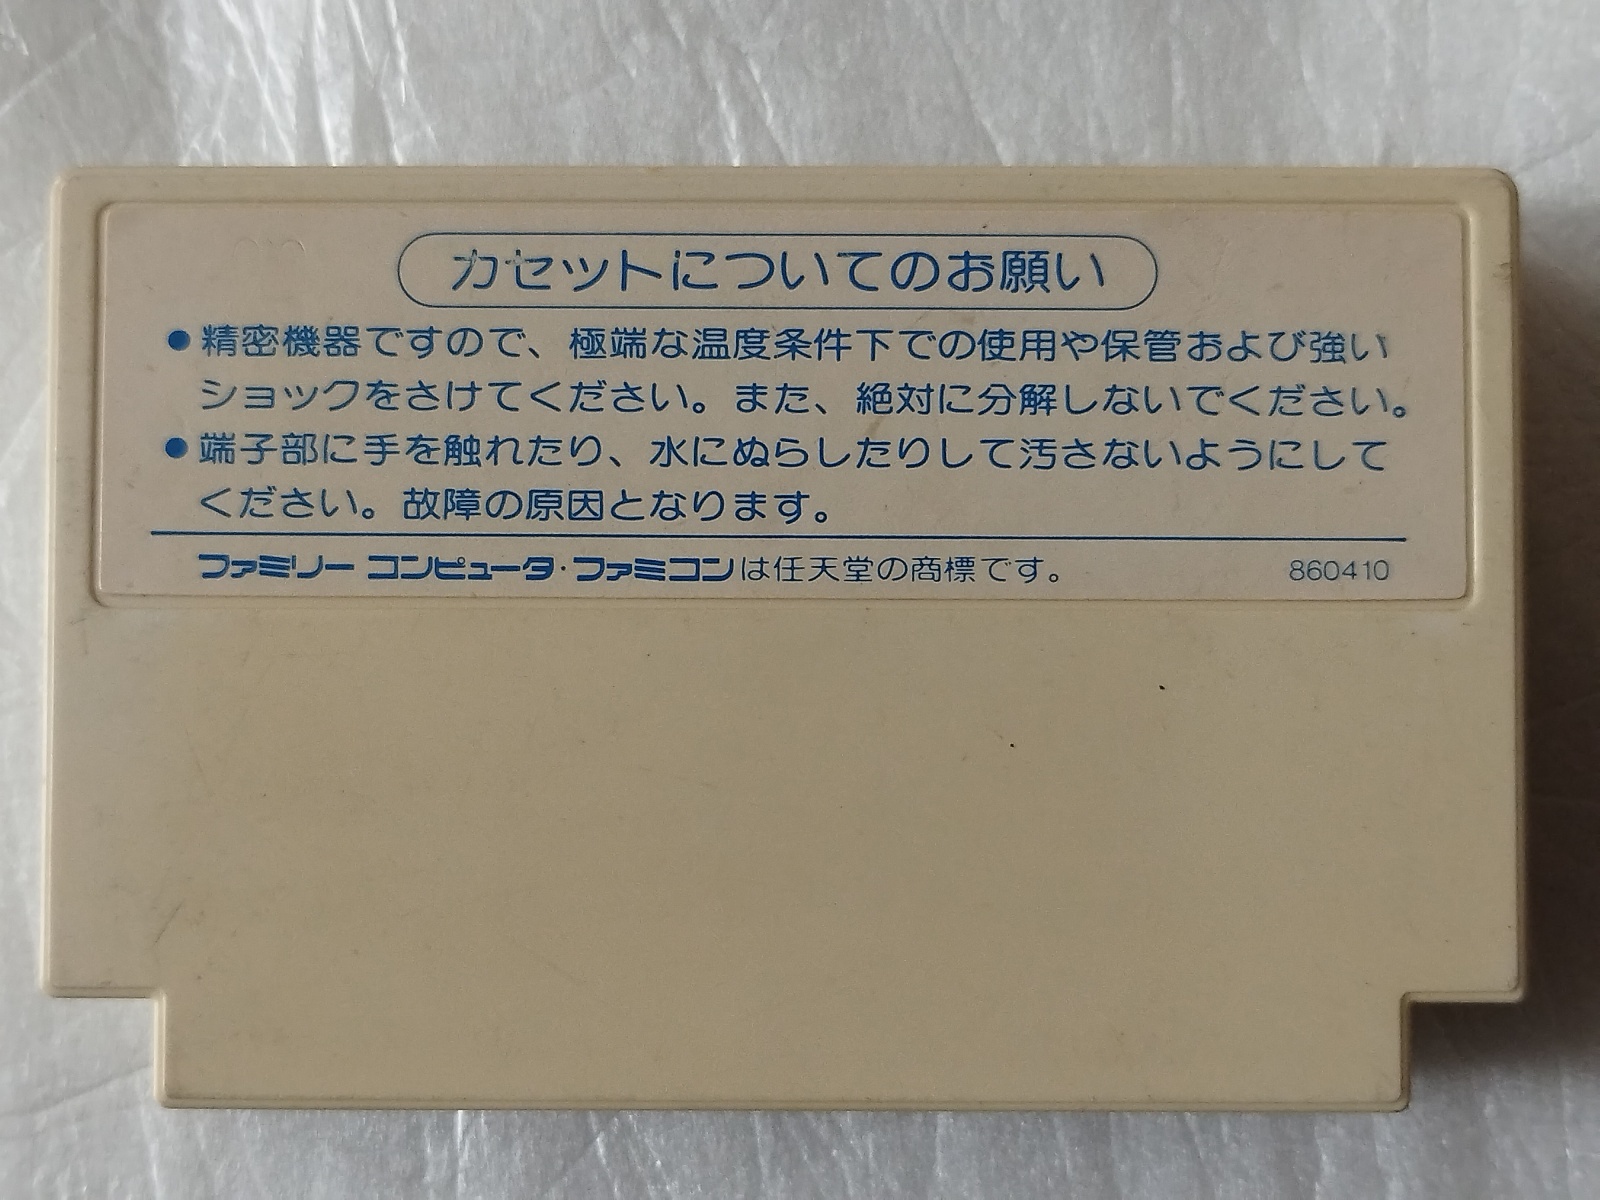 カセットについてのお願い
●精密機器ですので、極端な温度条件下での使用や保管および強い
ショックをさけてください。また、絶対に分解しないでください。
●端子部に手を触れたり、水にぬらしたりして汚さないようにして
ください。故障の原因となります。
ファミリー コンピュータ・ファミコンは任天堂の商標です。 860410